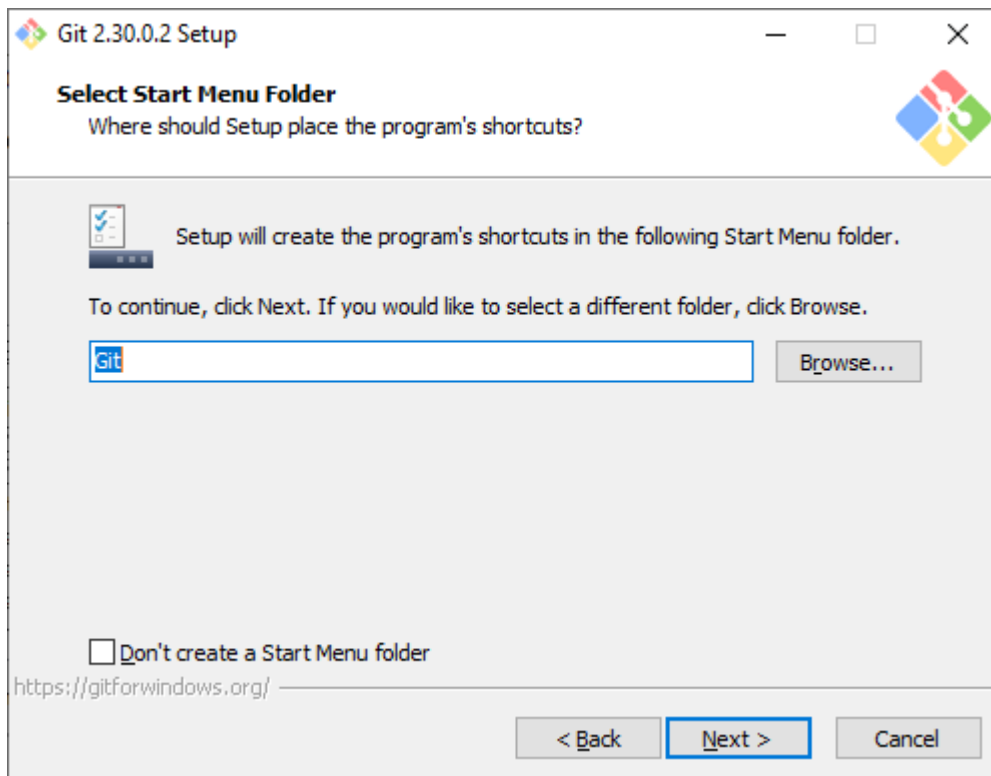 Git 2.30.0.2 Setup
Select Start Menu Folder
Where should Setup place the program's shortcuts?
Setup will create the program's shortcuts in the following Start Menu folder.
To continue, click Next. If you would like to select a different folder, click Browse.
Git
Browse...
Don't create a Start Menu folder
https://gitforwindows.org/
< Back
Next >
Cancel